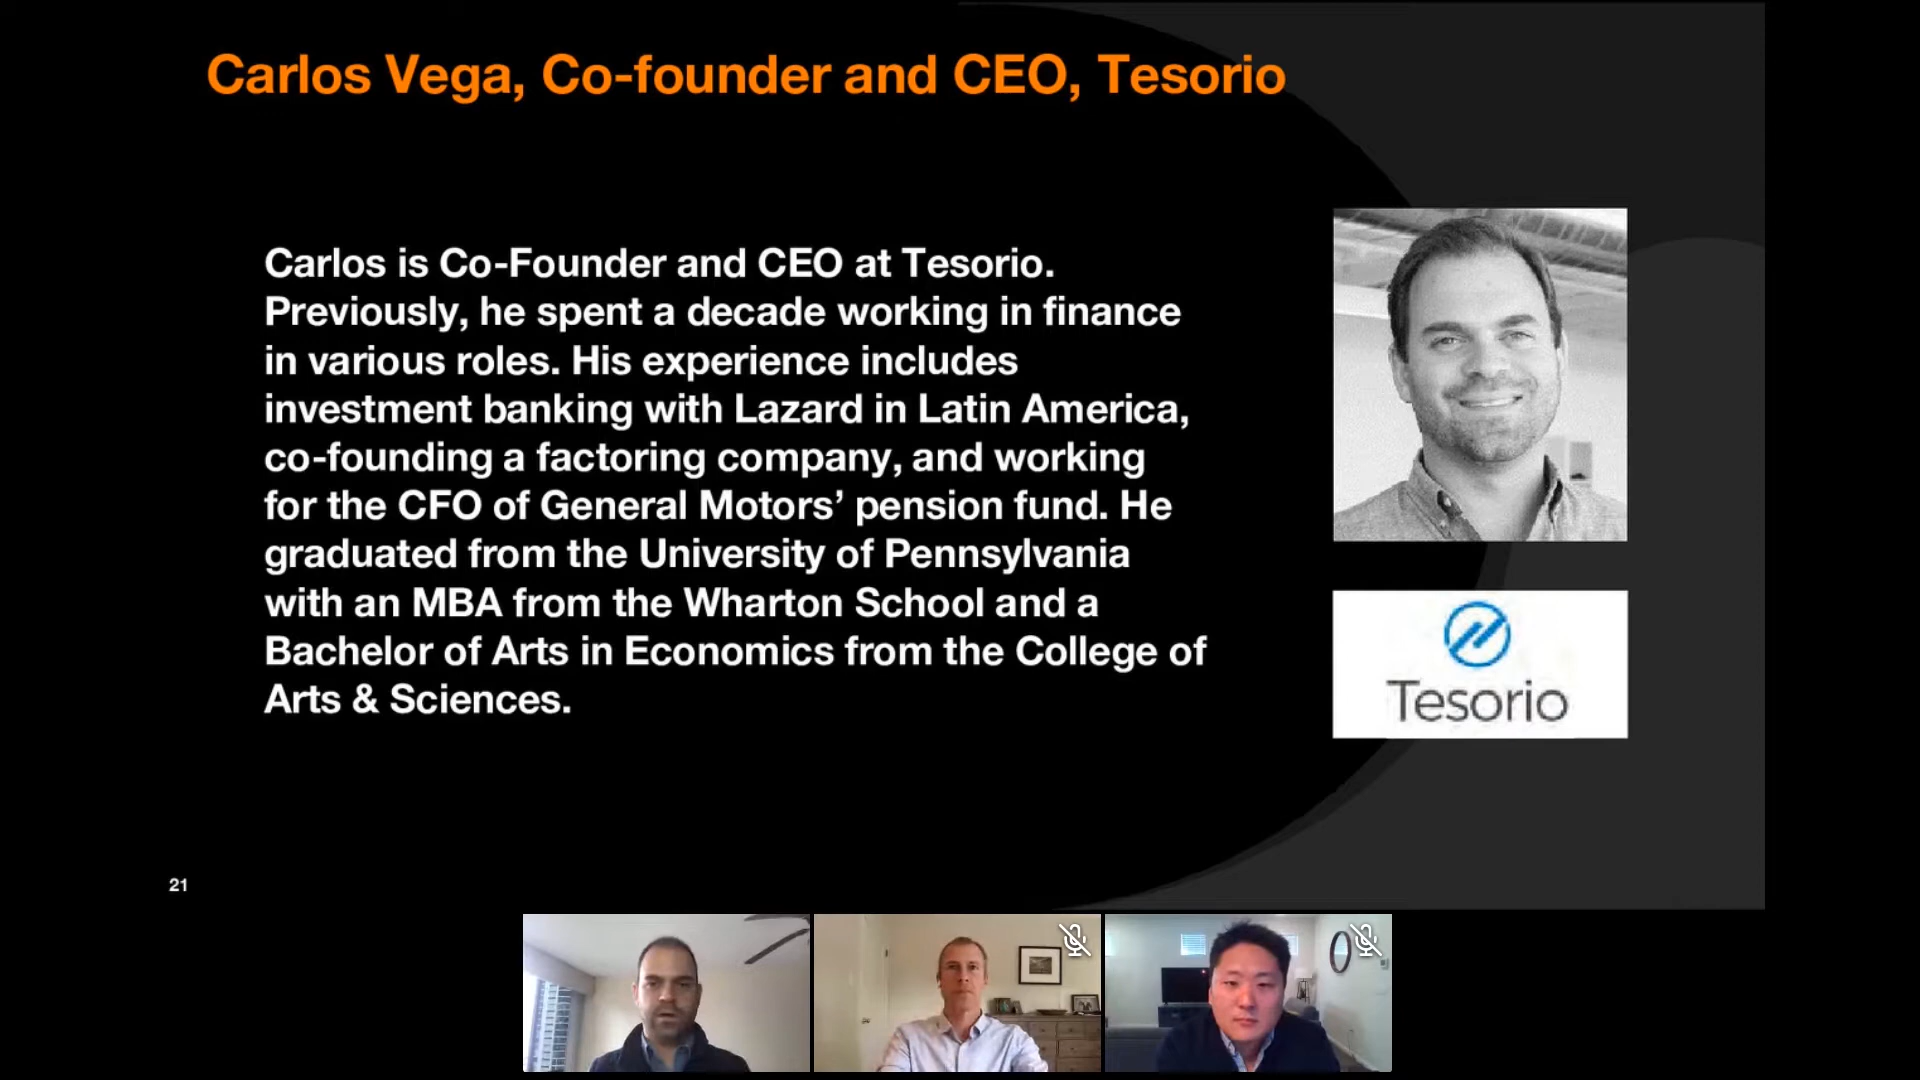 Carlos Vega, Co-founder and CEO, Tesorio
Carlos is Co-Founder and CEO at Tesorio.
Previously, he spent a decade working in finance
in various roles. His experience includes
investment banking with Lazard in Latin America,
co-founding a factoring company, and working
for the CFO of General Motors’ pension fund. He
graduated from the University of Pennsylvania
with an MBA from the Wharton School and a
Bachelor of Arts in Economics from the College of
Arts & Sciences.
Tesorio
21